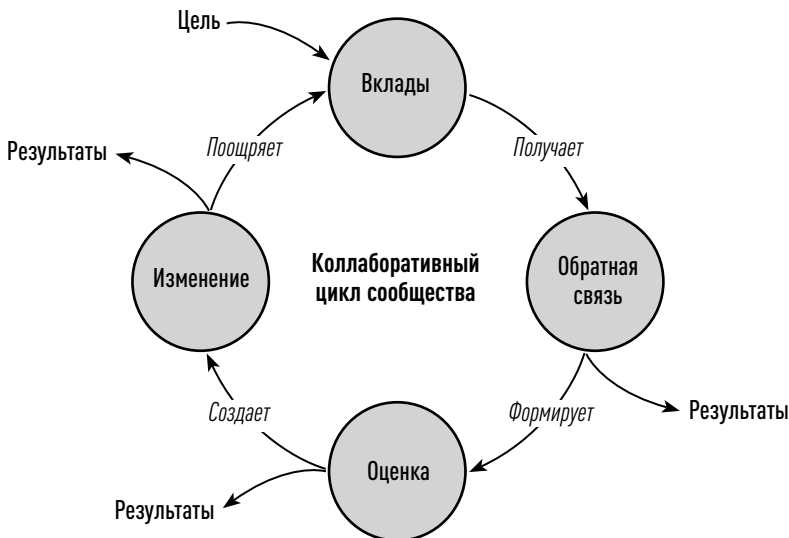 Цель
Вклады
Поощряет
Получает
Результаты
Изменение
Коллаборативный
цикл сообщества
Обратная
связь
Создает
Формирует
Результаты
Оценка
Результаты